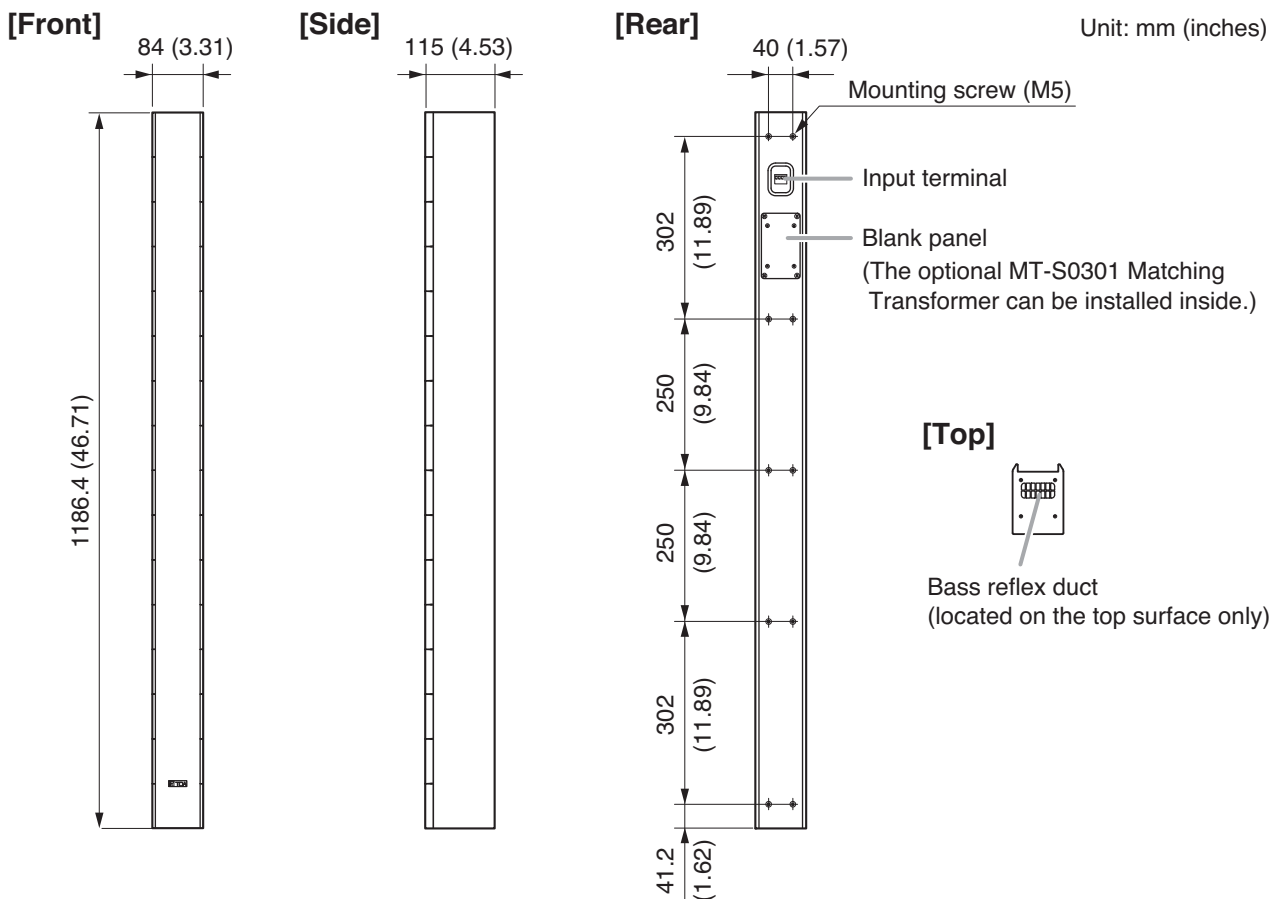 [Front]
[Side]
[Rear]
Unit: mm (inches)
84 (3.31)
115 (4.53)
40 (1.57)
Mounting screw (M5)
Input terminal
302
(11.89)
Blank panel
(The optional MT-S0301 Matching
Transformer can be installed inside.)
250
(9.84)
1186.4 (46.71)
[Top]
250
(9.84)
Bass reflex duct
(located on the top surface only)
302
(11.89)
TOA
41.2
(1.62)